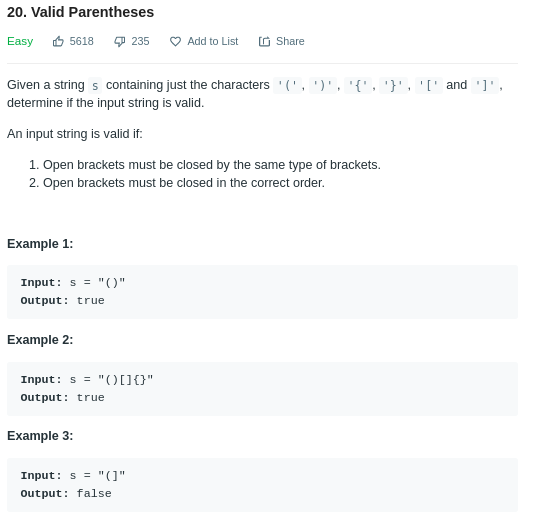 20. Valid Parentheses
Easy 5618 235 Add to List Share
Given a string s containing just the characters '(', ')', '{', '}', '[' and ']',
determine if the input string is valid.
An input string is valid if:
1. Open brackets must be closed by the same type of brackets.
2. Open brackets must be closed in the correct order.
Example 1:
Input: s = "()"
Output: true
Example 2:
Input: s = "()[]{}"
Output: true
Example 3:
Input: s = "(]"
Output: false